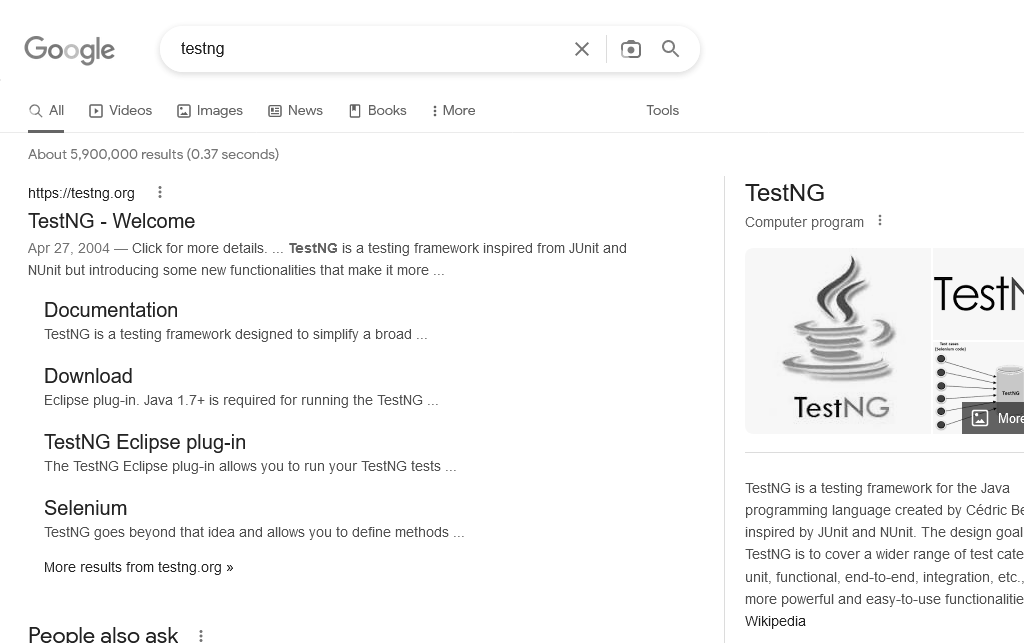 Google
testng
All
Videos
Images
News
Books
More
Tools
About 5,900,000 results (0.37 seconds)
https://testng.org
TestNG - Welcome
Apr 27, 2004 — Click for more details. ... TestNG is a testing framework inspired from JUnit and
NUnit but introducing some new functionalities that make it more ...
Documentation
TestNG is a testing framework designed to simplify a broad ...
Download
Eclipse plug-in. Java 1.7+ is required for running the TestNG ...
TestNG Eclipse plug-in
The TestNG Eclipse plug-in allows you to run your TestNG tests ...
Selenium
TestNG goes beyond that idea and allows you to define methods ...
More results from testng.org »
People also ask
TestNG
Computer program
TestNG
Test
Test cases
(Selenium code)
TestNG
More
TestNG is a testing framework for the Java
programming language created by Cédric Be
inspired by JUnit and NUnit. The design goal
TestNG is to cover a wider range of test cate
unit, functional, end-to-end, integration, etc.,
more powerful and easy-to-use functionalitie
Wikipedia